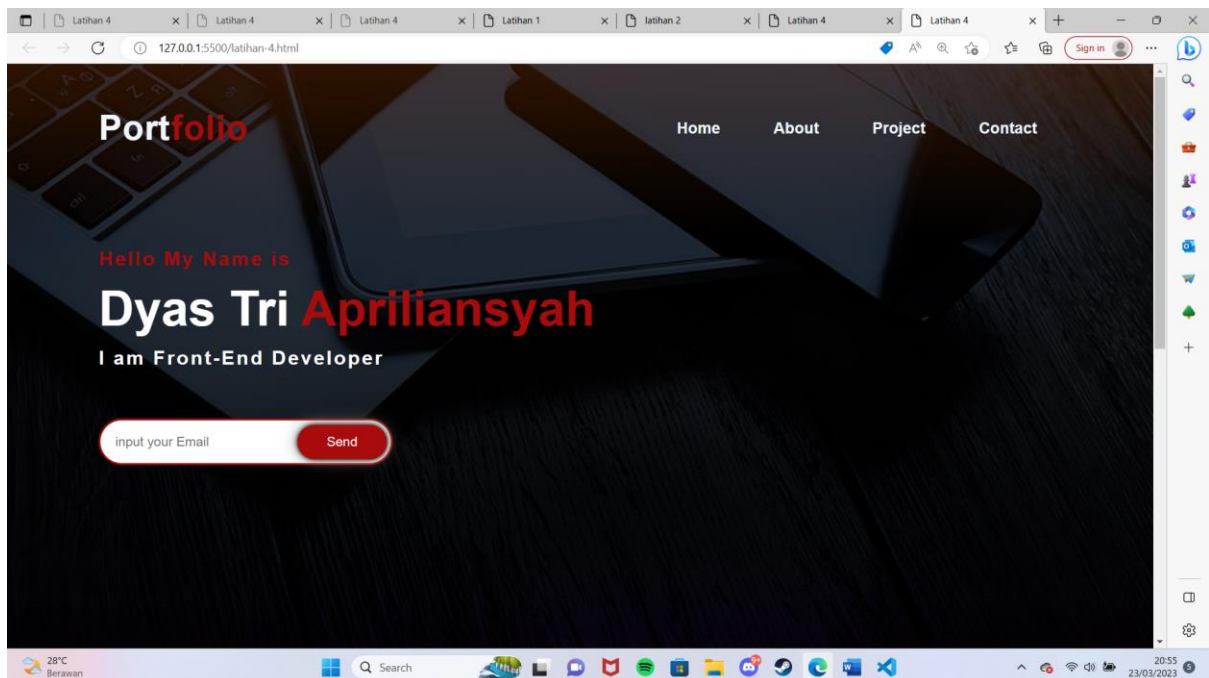 Latihan 4
Latihan 4
Latihan 4
Latihan 1
latihan 2
Latihan 4
Latihan 4
127.0.0.1:5500/latihan-4.html
Sign in
Portfolio
Home About Project Contact
Hello My Name is
Dyas Tri Apriliansyah
I am Front-End Developer
input your Email Send
28°C
Berawan
Search
20:55
23/03/2023